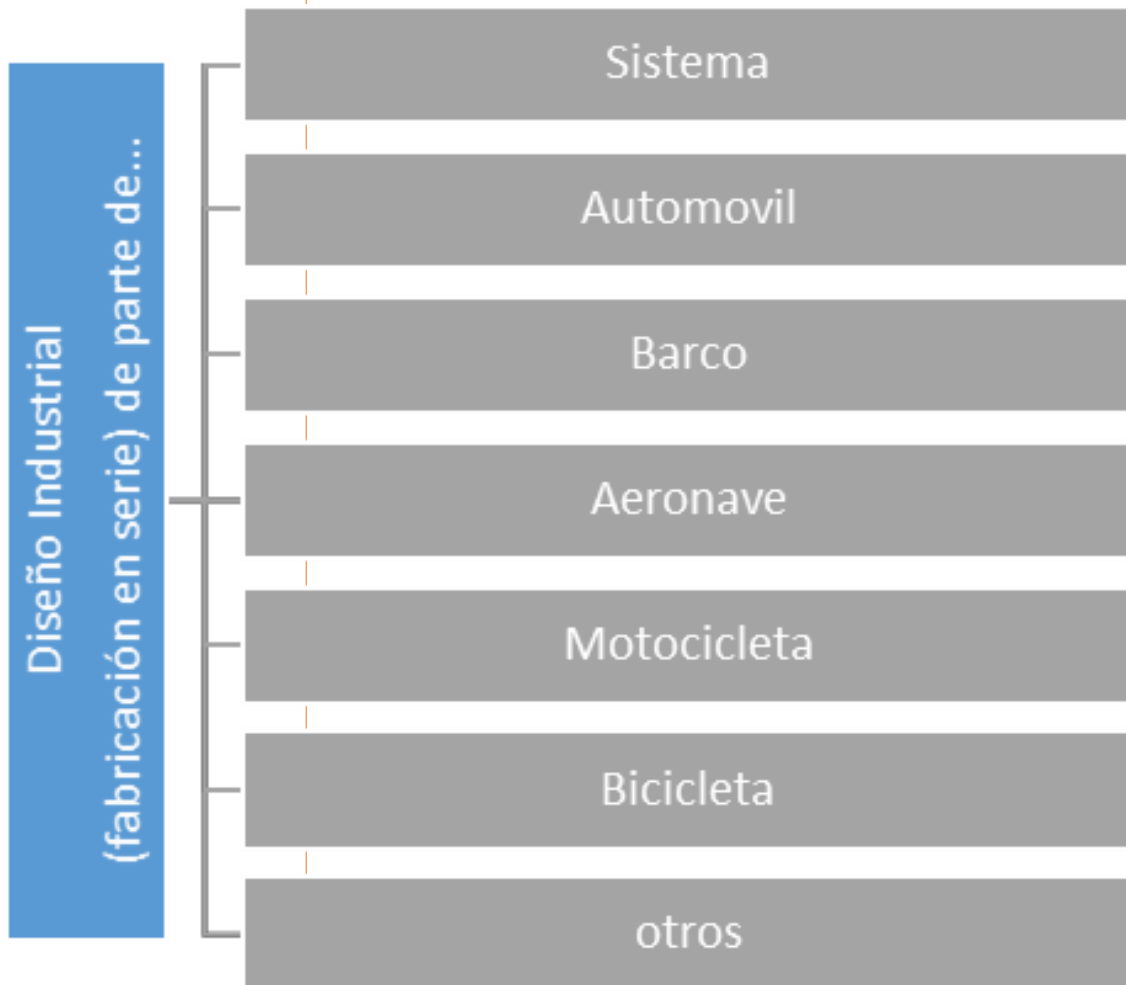 Diseño Industrial
(fabricación en serie) de parte de...
Sistema
Automovil
Barco
Aeronave
Motocicleta
Bicicleta
otros